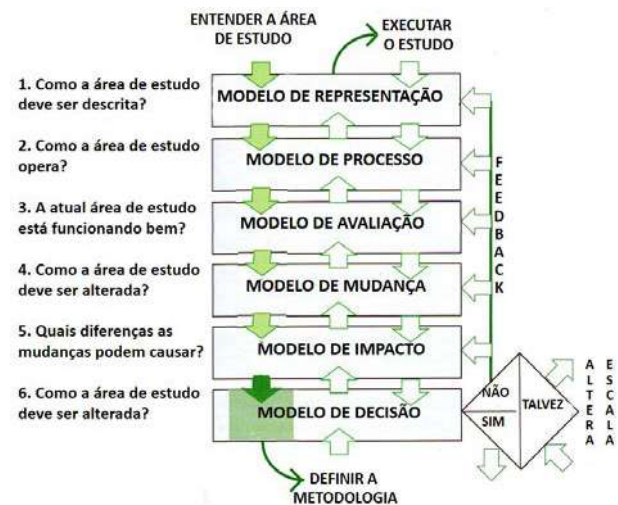 ENTENDER A ÁREA
DE ESTUDO
EXECUTAR
O ESTUDO
1. Como a área de estudo
deve ser descrita?
MODELO DE REPRESENTAÇÃO
2. Como a área de estudo
opera?
MODELO DE PROCESSO
3. A atual área de estudo
está funcionando bem?
MODELO DE AVALIAÇÃO
4. Como a área de estudo
deve ser alterada?
MODELO DE MUDANÇA
5. Quais diferenças as
mudanças podem causar?
MODELO DE IMPACTO
6. Como a área de estudo
deve ser alterada?
MODELO DE DECISÃO
FEEDBACK
NÃO
SIM
TALVEZ
ALTERA
ESCALA
DEFINIR A
METODOLOGIA